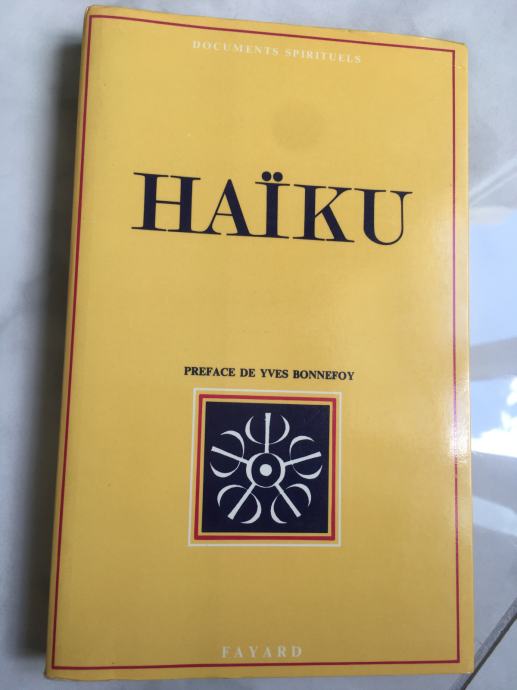 DOCUMENTS SPIRITUELS
HAÏKU
PREFACE DE YVES BONNEFOY
FAYARD